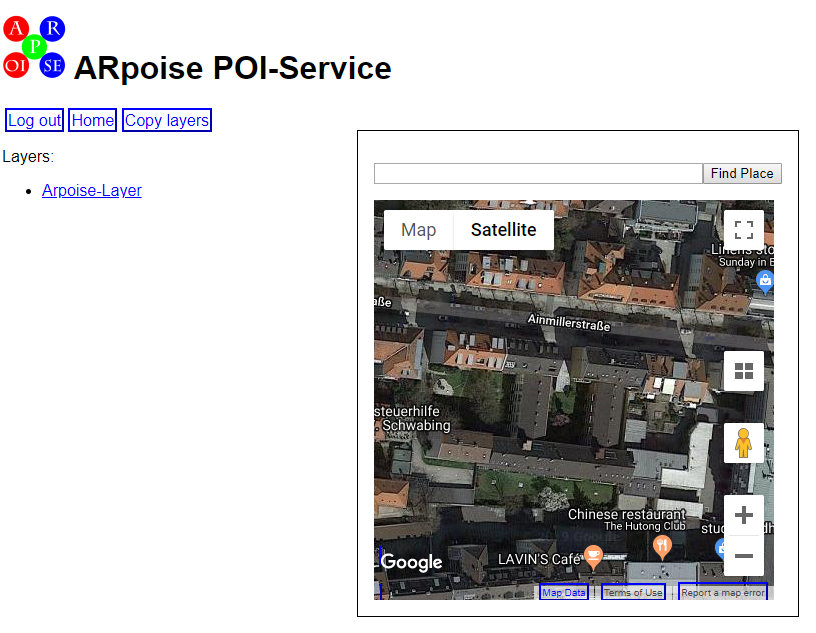 A R
P
OI SE
ARpoise POI-Service
Log out Home Copy layers
Layers:
Arpoise-Layer
Find Place
Map Satellite
Linens sto
Sunday in E
aße
Ainmillerstraße
steuerhilfe
Schwabing
Chinese restaurant
The Hutong Club
LAVIN'S Café
Google
Map Data Terms of Use Report a map error